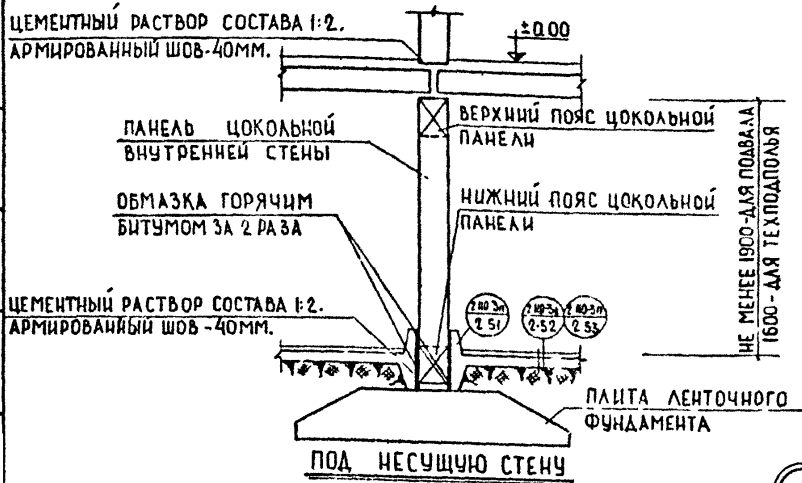 ЦЕМЕНТНЫЙ РАСТВОР СОСТАВА 1:2.
АРМИРОВАННЫЙ ШОВ-40ММ.
±0.00
ПАНЕЛЬ ЦОКОЛЬНОЙ
ВНУТРЕННЕЙ СТЕНЫ
ВЕРХНИЙ ПОЯС ЦОКОЛЬНОЙ
ПАНЕЛИ
ОБМАЗКА ГОРЯЧИМ
БИТУМОМ ЗА 2 РАЗА
НИЖНИЙ ПОЯС ЦОКОЛЬНОЙ
ПАНЕЛИ
НЕ МЕНЕЕ 1900-ДЛЯ ПОДВАЛА
1600-ДЛЯ ТЕХПОДПОЛЬЯ
ЦЕМЕНТНЫЙ РАСТВОР СОСТАВА 1:2.
АРМИРОВАННЫЙ ШОВ-40ММ.
2.51
2.52
2.53
ПЛИТА ЛЕНТОЧНОГО
ФУНДАМЕНТА
ПОД НЕСУЩУЮ СТЕНУ